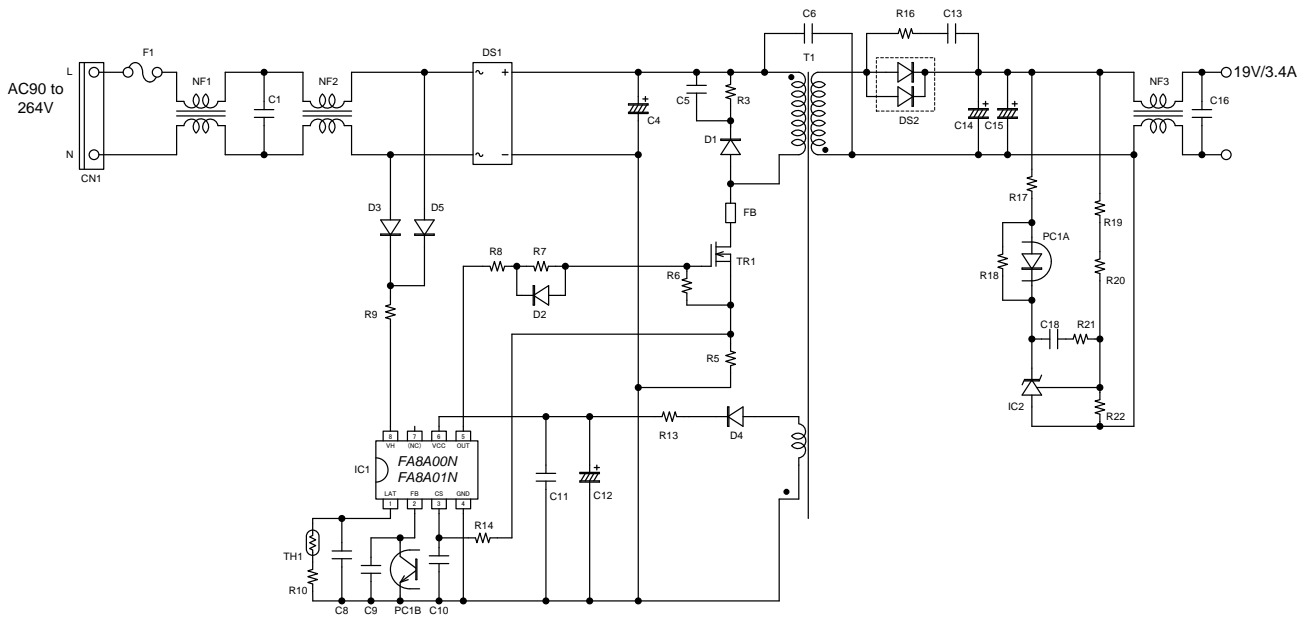 C6
R16
C13
F1
DS1
T1
L
NF1
NF2
NF3
19V/3.4A
AC90 to
264V
C1
~
+
+
C4
C5
R3
DS2
+
C14
+
C15
C16
D1
N
~
−
CN1
R17
D3
D5
FB
R19
PC1A
R8
R7
R6
TR1
R18
R20
D2
R9
C18
R21
R5
IC2
R22
R13
D4
8
7
6
5
VH
(NC)
VCC
OUT
IC1
FA8A00N
FA8A01N
+
C11
C12
LAT
FB
CS
GND
1
2
3
4
R14
TH1
R10
C8
C9
PC1B
C10